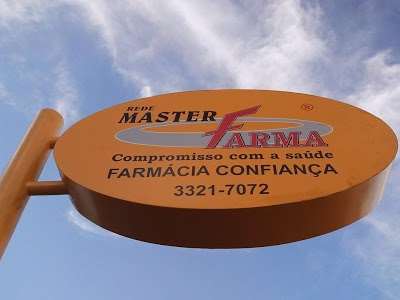 REDE
MASTER
FARMA ®
Compromisso com a saúde
FARMÁCIA CONFIANÇA
3321-7072